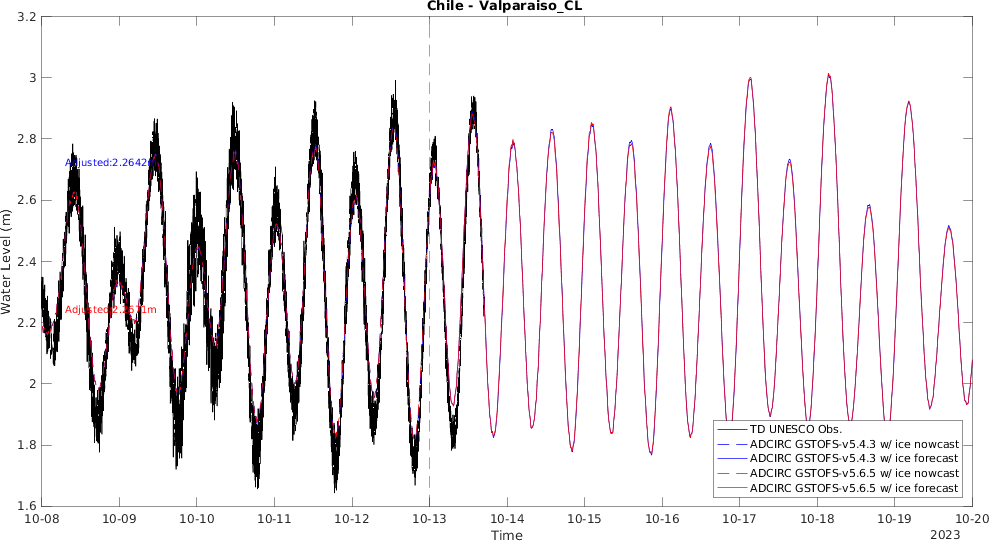 Chile - Valparaiso_CL
3.2
3
2.8
2.6
2.4
2.2
2
1.8
1.6
Water Level (m)
Adjusted:2.26426
TD UNESCO Obs.
ADCIRC GSTOFS-v5.4.3 w/ ice nowcast
ADCIRC GSTOFS-v5.4.3 w/ ice forecast
ADCIRC GSTOFS-v5.6.5 w/ ice nowcast
ADCIRC GSTOFS-v5.6.5 w/ ice forecast
10-08 10-09 10-10 10-11 10-12 10-13 10-14 10-15 10-16 10-17 10-18 10-19 10-20
Time
2023